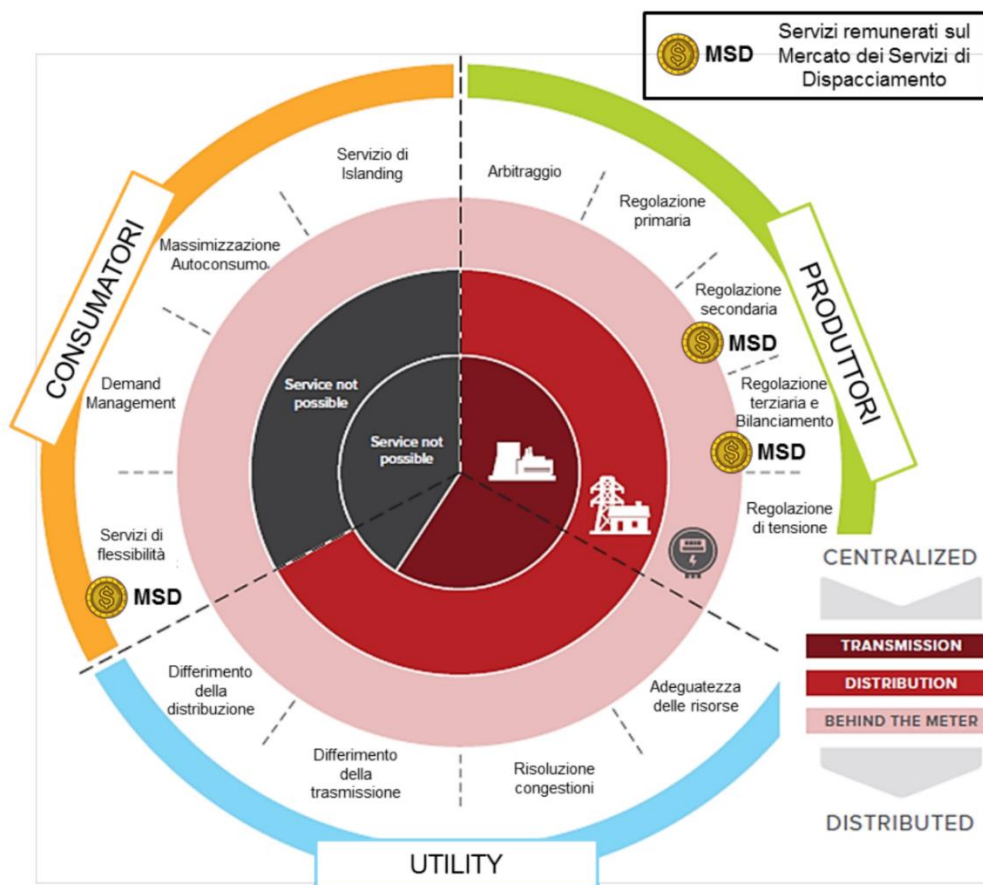 MSD
Servizi remunerati sul
Mercato dei Servizi di
Dispacciamento
CONSUMATORI
PRODUTTORI
UTILITY
Servizio di
Islanding
Arbitraggio
Regolazione
primaria
Massimizzazione
Autoconsumo
Regolazione
secondaria
MSD
Demand
Management
Service not
possible
Service not
possible
Regolazione
terziaria e
Bilanciamento
MSD
Regolazione
di tensione
Servizi di
flessibilità
MSD
Differimento
della
distribuzione
Differimento
della
trasmissione
Risoluzione
congestioni
Adeguatezza
delle risorse
CENTRALIZED
TRANSMISSION
DISTRIBUTION
BEHIND THE METER
DISTRIBUTED